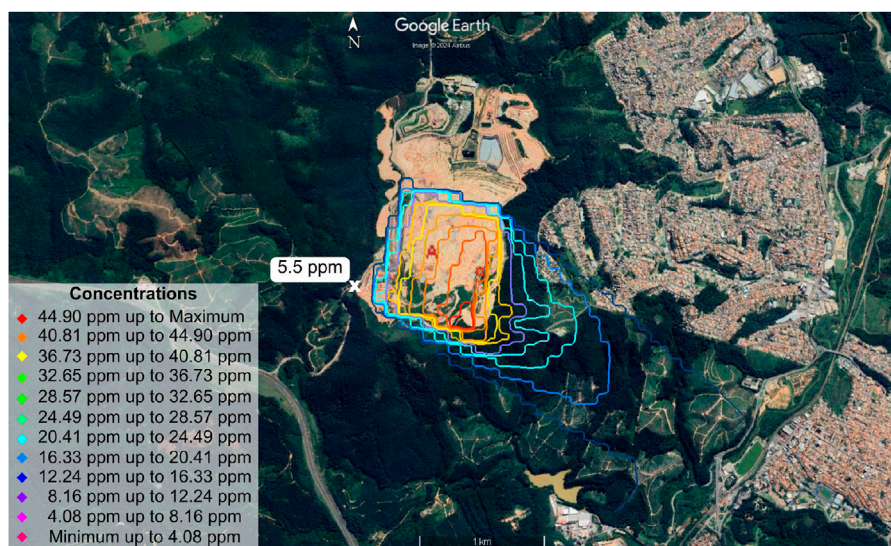 Google Earth
Image © 2024 Airbus
N
5.5 ppm
Concentrations
44.90 ppm up to Maximum
40.81 ppm up to 44.90 ppm
36.73 ppm up to 40.81 ppm
32.65 ppm up to 36.73 ppm
28.57 ppm up to 32.65 ppm
24.49 ppm up to 28.57 ppm
20.41 ppm up to 24.49 ppm
16.33 ppm up to 20.41 ppm
12.24 ppm up to 16.33 ppm
8.16 ppm up to 12.24 ppm
4.08 ppm up to 8.16 ppm
Minimum up to 4.08 ppm
1 km